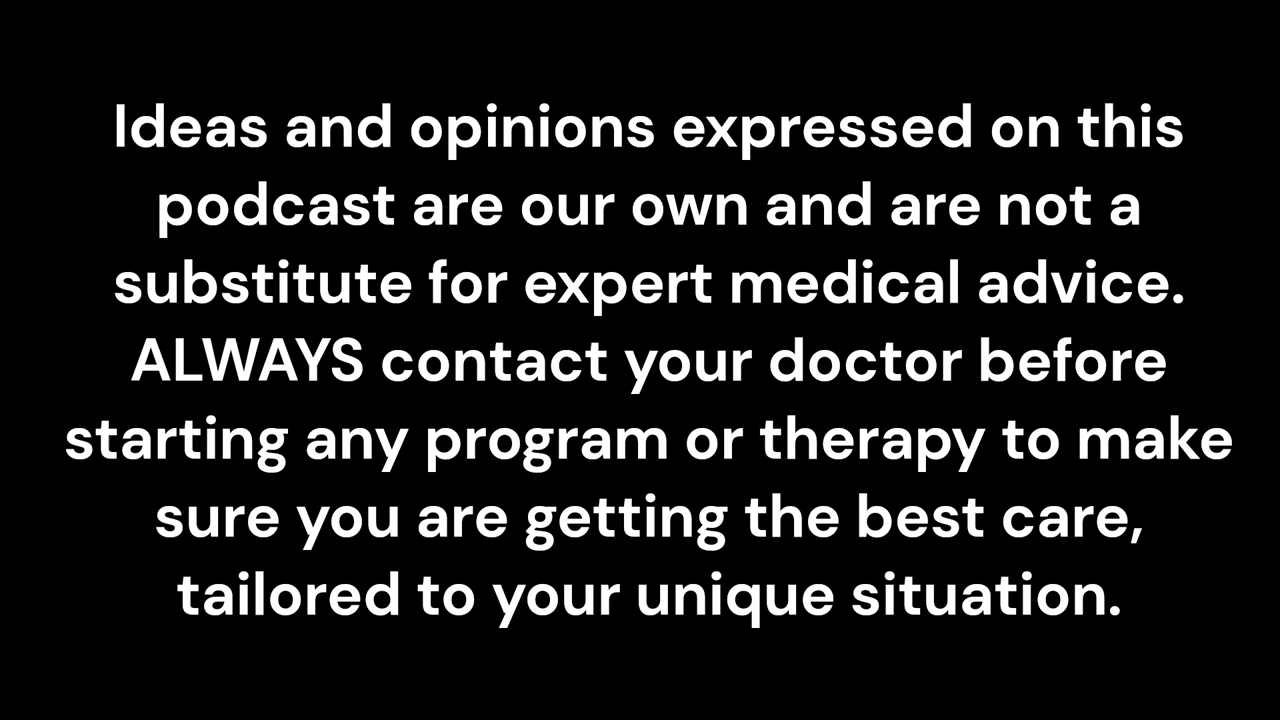 Ideas and opinions expressed on this
podcast are our own and are not a
substitute for expert medical advice.
ALWAYS contact your doctor before
starting any program or therapy to make
sure you are getting the best care,
tailored to your unique situation.